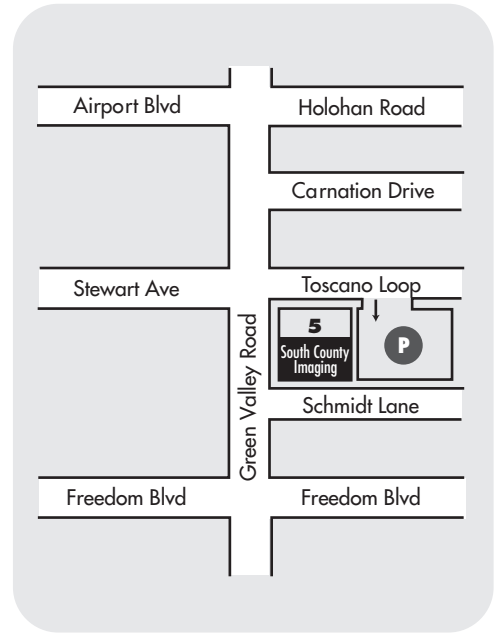 Airport Blvd
Holohan Road
Carnation Drive
Stewart Ave
Toscano Loop
5
South County
Imaging
P
Green Valley Road
Schmidt Lane
Freedom Blvd
Freedom Blvd